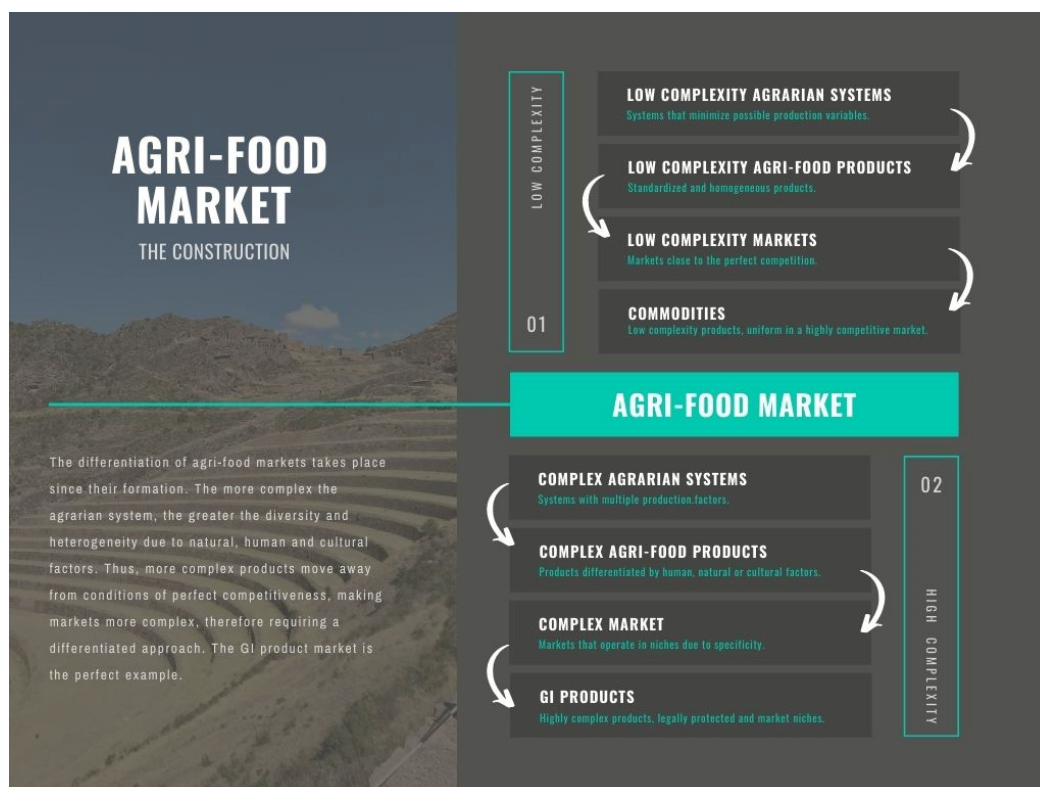 AGRI-FOOD
MARKET
THE CONSTRUCTION
The differentiation of agri-food markets takes place
since their formation. The more complex the
agrarian system, the greater the diversity and
heterogeneity due to natural, human and cultural
factors. Thus, more complex products move away
from conditions of perfect competitiveness, making
markets more complex, therefore requiring a
differentiated approach. The GI product market is
the perfect example.
LOW COMPLEXITY
01
LOW COMPLEXITY AGRARIAN SYSTEMS
Systems that minimize possible production variables.
LOW COMPLEXITY AGRI-FOOD PRODUCTS
Standardized and homogeneous products.
LOW COMPLEXITY MARKETS
Markets close to the perfect competition.
COMMODITIES
Low complexity products, uniform in a highly competitive market.
AGRI-FOOD MARKET
COMPLEX AGRARIAN SYSTEMS
Systems with multiple production.factors.
COMPLEX AGRI-FOOD PRODUCTS
Products differentiated by human, natural or cultural factors.
COMPLEX MARKET
Markets that operate in niches due to specificity.
GI PRODUCTS
Highly complex products, legally protected and market niches.
02
HIGH COMPLEXITY